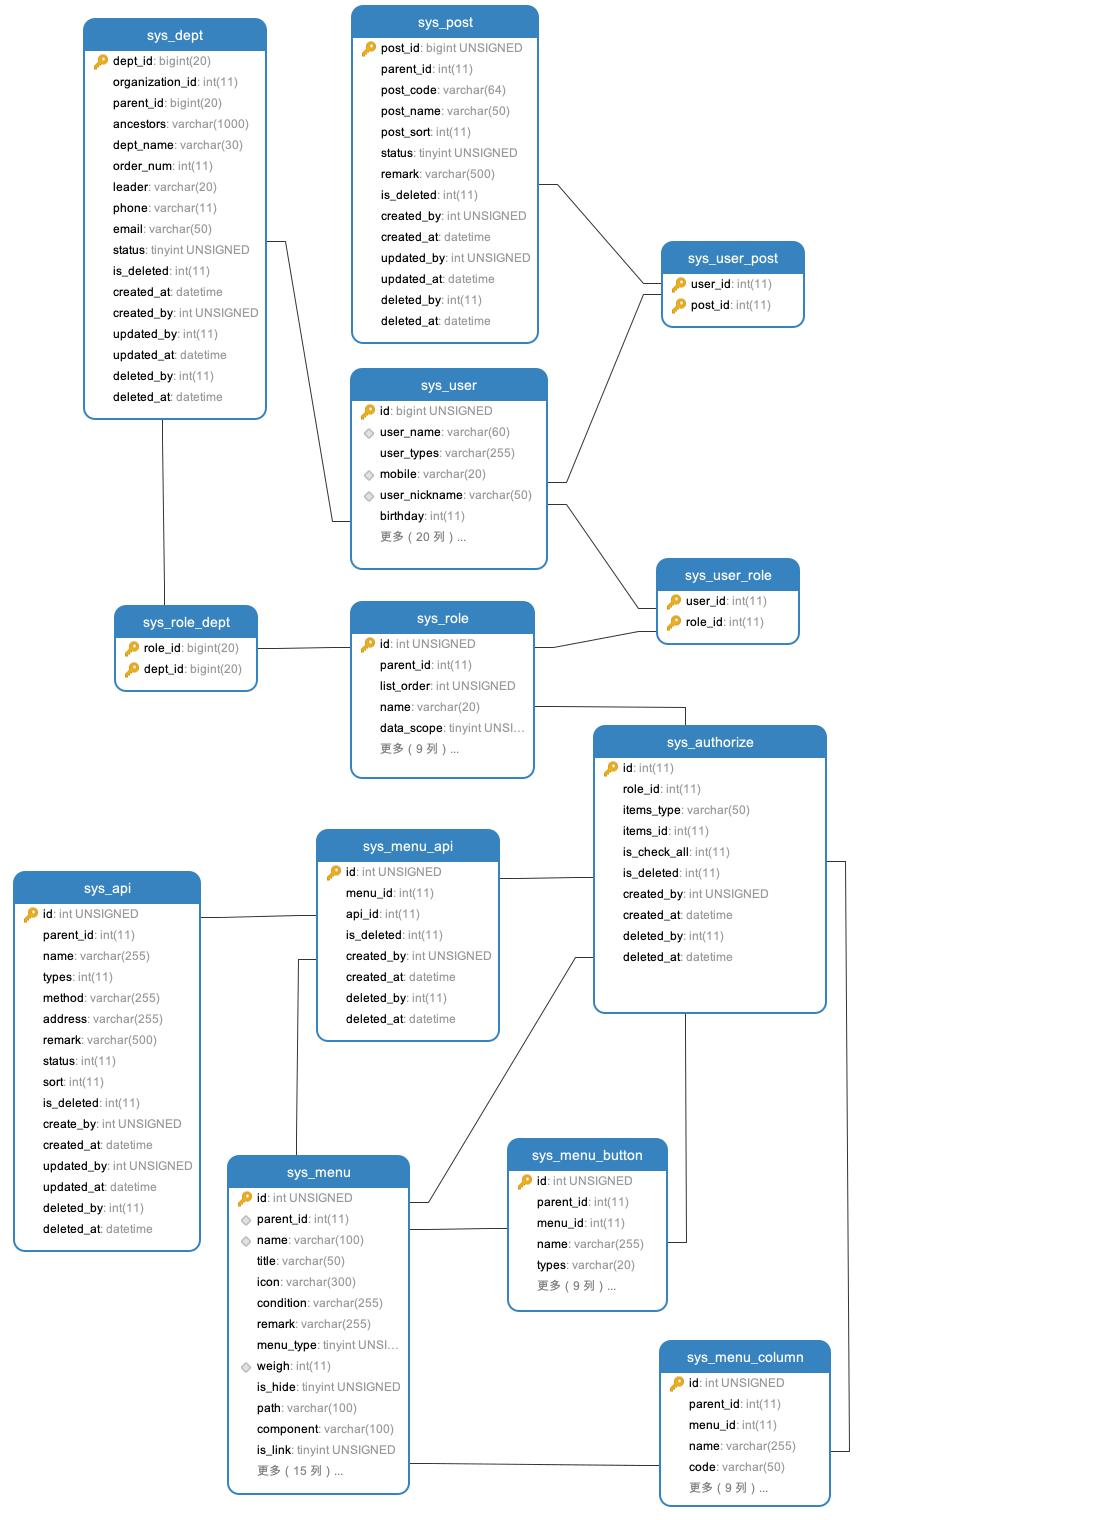 sys_dept
dept_id: bigint(20)
organization_id: int(11)
parent_id: bigint(20)
ancestors: varchar(1000)
dept_name: varchar(30)
order_num: int(11)
leader: varchar(20)
phone: varchar(11)
email: varchar(50)
status: tinyint UNSIGNED
is_deleted: int(11)
created_at: datetime
created_by: int UNSIGNED
updated_by: int(11)
updated_at: datetime
deleted_by: int(11)
deleted_at: datetime
sys_post
post_id: bigint UNSIGNED
parent_id: int(11)
post_code: varchar(64)
post_name: varchar(50)
post_sort: int(11)
status: tinyint UNSIGNED
remark: varchar(500)
is_deleted: int(11)
created_by: int UNSIGNED
created_at: datetime
updated_by: int UNSIGNED
updated_at: datetime
deleted_by: int(11)
deleted_at: datetime
sys_user_post
user_id: int(11)
post_id: int(11)
sys_user
id: bigint UNSIGNED
user_name: varchar(60)
user_types: varchar(255)
mobile: varchar(20)
user_nickname: varchar(50)
birthday: int(11)
更多 ( 20 列 ) ...
sys_user_role
user_id: int(11)
role_id: int(11)
sys_role_dept
role_id: bigint(20)
dept_id: bigint(20)
sys_role
id: int UNSIGNED
parent_id: int(11)
list_order: int UNSIGNED
name: varchar(20)
data_scope: tinyint UNSI...
更多 ( 9 列 ) ...
sys_authorize
id: int(11)
role_id: int(11)
items_type: varchar(50)
items_id: int(11)
is_check_all: int(11)
is_deleted: int(11)
created_by: int UNSIGNED
created_at: datetime
deleted_by: int(11)
deleted_at: datetime
sys_menu_api
id: int UNSIGNED
menu_id: int(11)
api_id: int(11)
is_deleted: int(11)
created_by: int UNSIGNED
created_at: datetime
deleted_by: int(11)
deleted_at: datetime
sys_api
id: int UNSIGNED
parent_id: int(11)
name: varchar(255)
types: int(11)
method: varchar(255)
address: varchar(255)
remark: varchar(500)
status: int(11)
sort: int(11)
is_deleted: int(11)
create_by: int UNSIGNED
created_at: datetime
updated_by: int UNSIGNED
updated_at: datetime
deleted_by: int(11)
deleted_at: datetime
sys_menu
id: int UNSIGNED
parent_id: int(11)
name: varchar(100)
title: varchar(50)
icon: varchar(300)
condition: varchar(255)
remark: varchar(255)
menu_type: tinyint UNSI...
weigh: int(11)
is_hide: tinyint UNSIGNED
path: varchar(100)
component: varchar(100)
is_link: tinyint UNSIGNED
更多 ( 15 列 ) ...
sys_menu_button
id: int UNSIGNED
parent_id: int(11)
menu_id: int(11)
name: varchar(255)
types: varchar(20)
更多 ( 9 列 ) ...
sys_menu_column
id: int UNSIGNED
parent_id: int(11)
menu_id: int(11)
name: varchar(255)
code: varchar(50)
更多 ( 9 列 ) ...